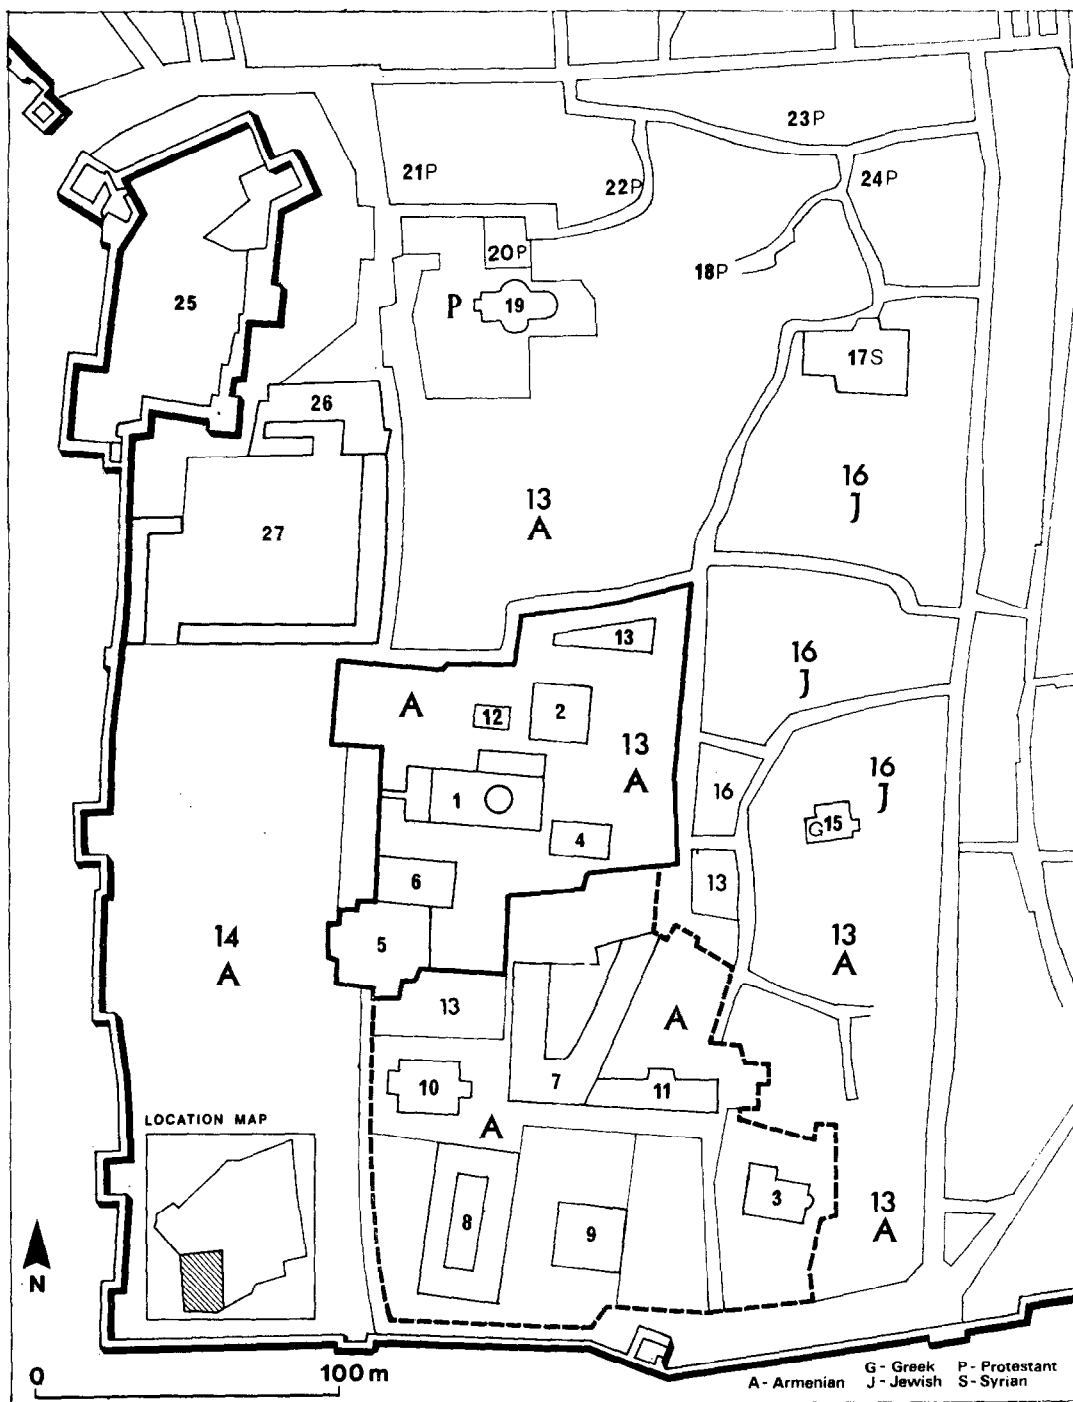 23P
21P
22P
24P
20P
18P
25
P
19
17S
26
16
J
13
A
27
13
16
J
A
12
2
13
A
16
J
16
1
G
15
4
6
13
14
A
5
13
A
13
A
7
10
11
A
LOCATION MAP
8
9
3
13
A
N
0
100m
G - Greek P - Protestant
A - Armenian J - Jewish S - Syrian